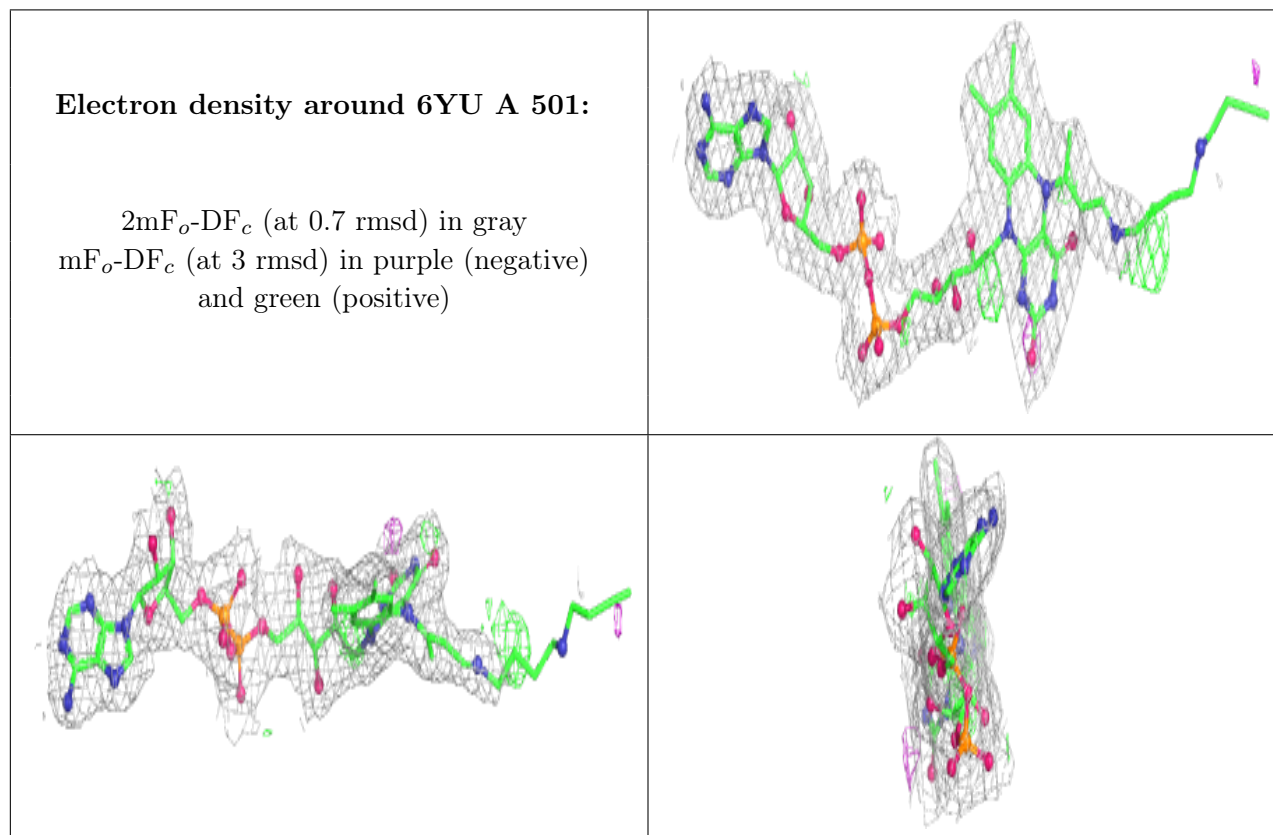 Electron density around 6YU A 501:
2mFo-DFc (at 0.7 rmsd) in gray
mFo-DFc (at 3 rmsd) in purple (negative)
and green (positive)